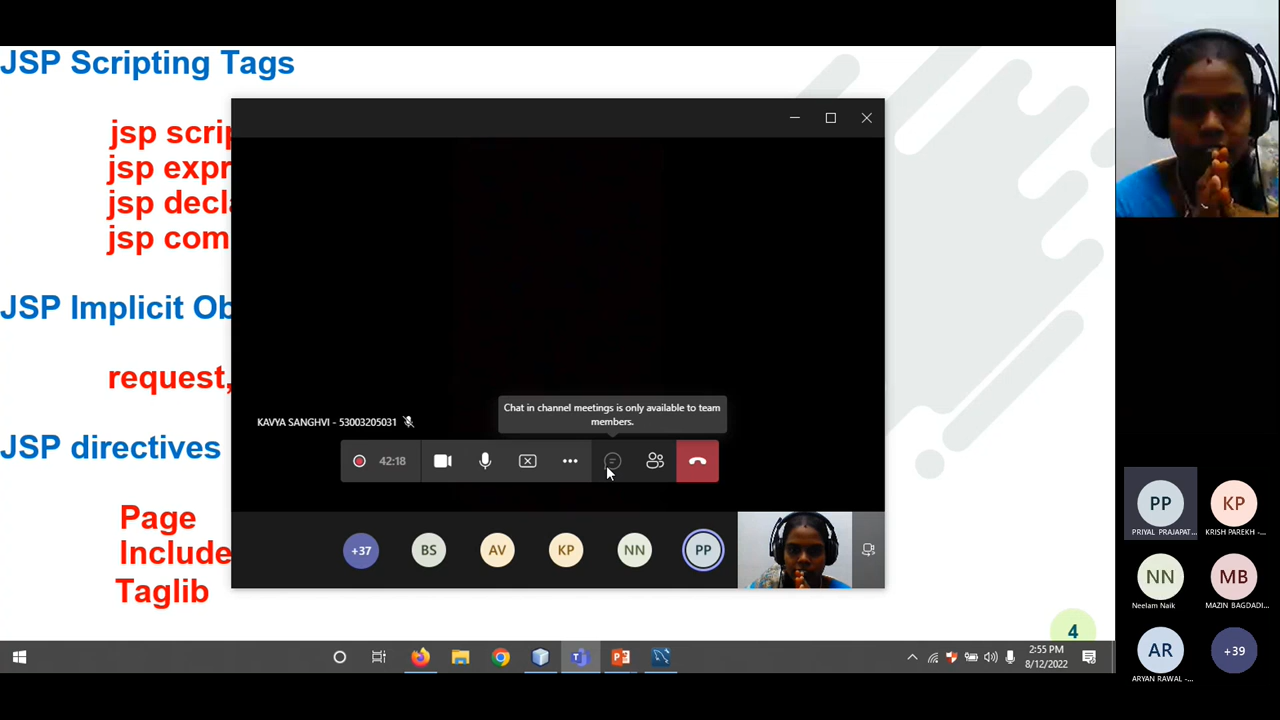 JSP Scripting Tags
jsp scrip
jsp expr
jsp decla
jsp com
JSP Implicit Ob
request,
JSP directives
Page
Include
Taglib
Chat in channel meetings is only available to team
members.
KAVYA SANGHVI - 53003205031
42:18
+37
BS
AV
KP
NN
PP
4
2:55 PM
8/12/2022
PP
KP
PRIYAL PRAJAPAT...
KRISH PAREKH -...
NN
MB
Neelam Naik
MAZIN BAGDADI...
AR
+39
ARYAN RAWAL -...